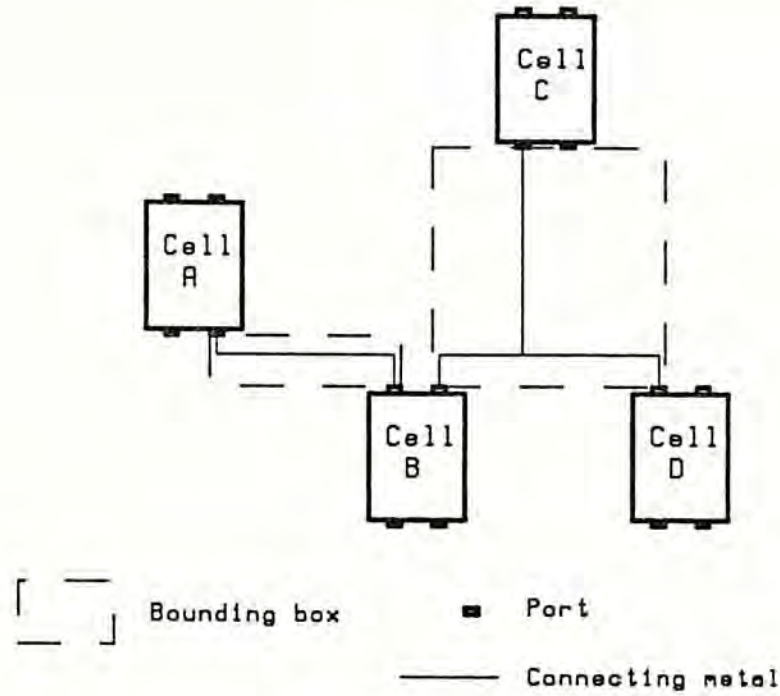 Cell
C
Cell
A
Cell
B
Cell
D
Bounding box
Port
Connecting metal